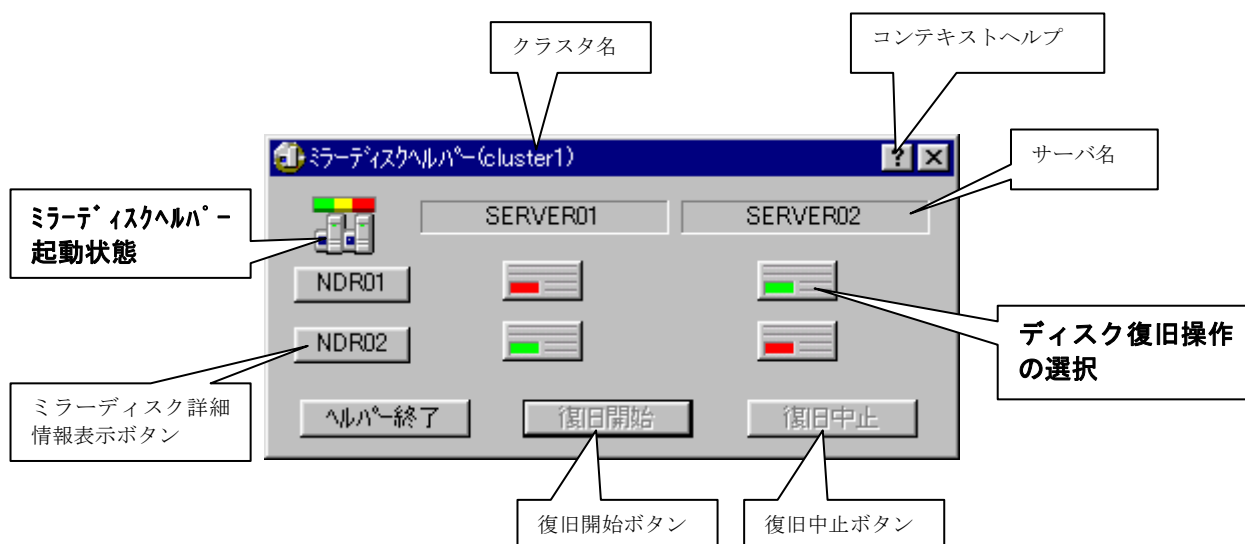 クラスタ名
コンテキストヘルプ
ミラーディスクヘルパー(cluster1)
?
サーバ名
ミラーディスクヘルパー
起動状態
SERVER01
SERVER02
NDR01
NDR02
ディスク復旧操作
の選択
ミラーディスク詳細
情報表示ボタン
ヘルパー終了
復旧開始
復旧中止
復旧開始ボタン
復旧中止ボタン